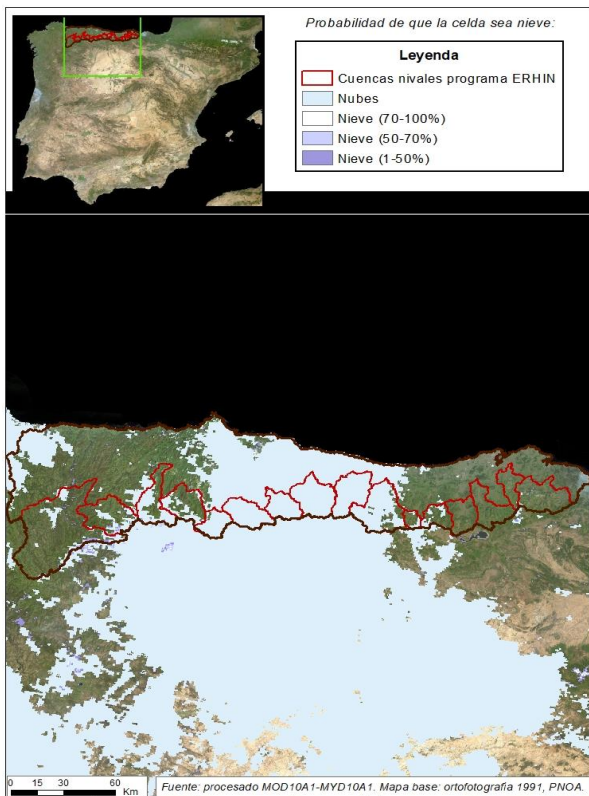 Probabilidad de que la celda sea nieve:
Leyenda
Cuencas nivales programa ERHIN
Nubes
Nieve (70-100%)
Nieve (50-70%)
Nieve (1-50%)
0 15 30 60
Km
Fuente: procesado MOD10A1-MYD10A1. Mapa base: ortofotografía 1991, PNOA.